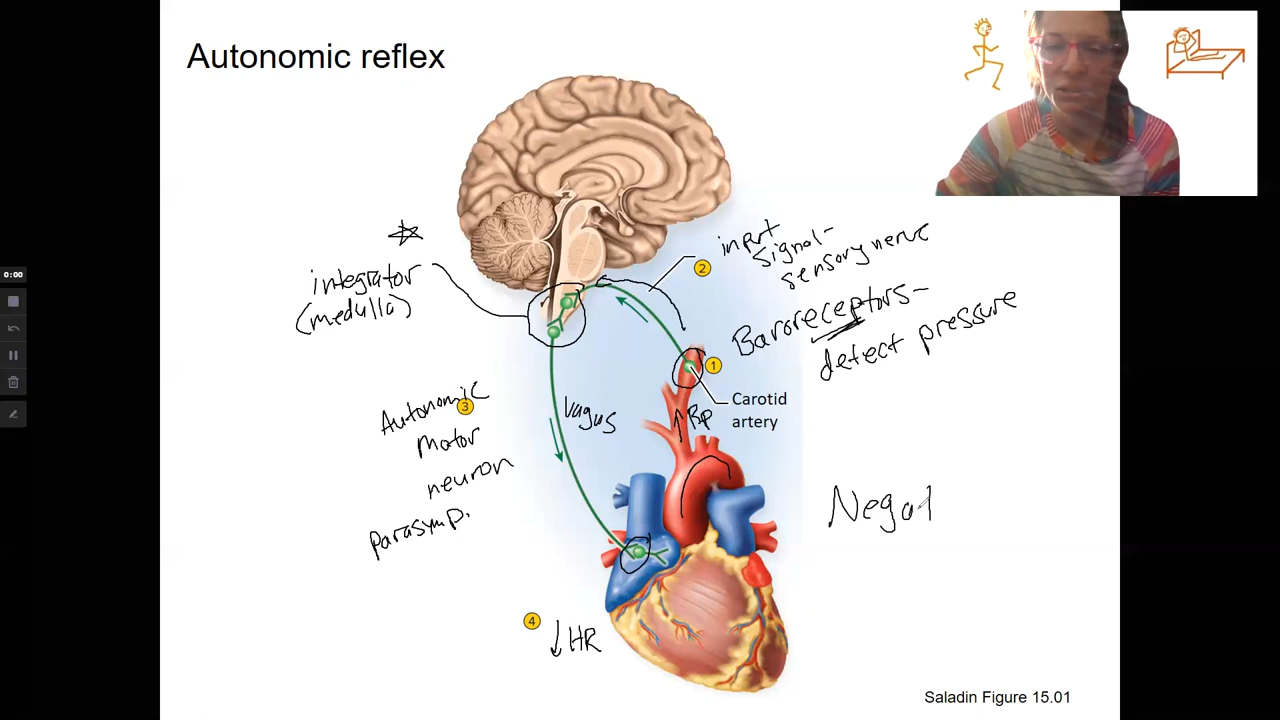 Autonomic reflex
0:00
input
signal-
sensory nerve
2
integrator
(medulla)
Baroreceptors-
detect pressure
1
Carotid
artery
↑ BP
vagus
3
Autonomic
motor
neuron
parasymp.
Negat
4
↓ HR
Saladin Figure 15.01